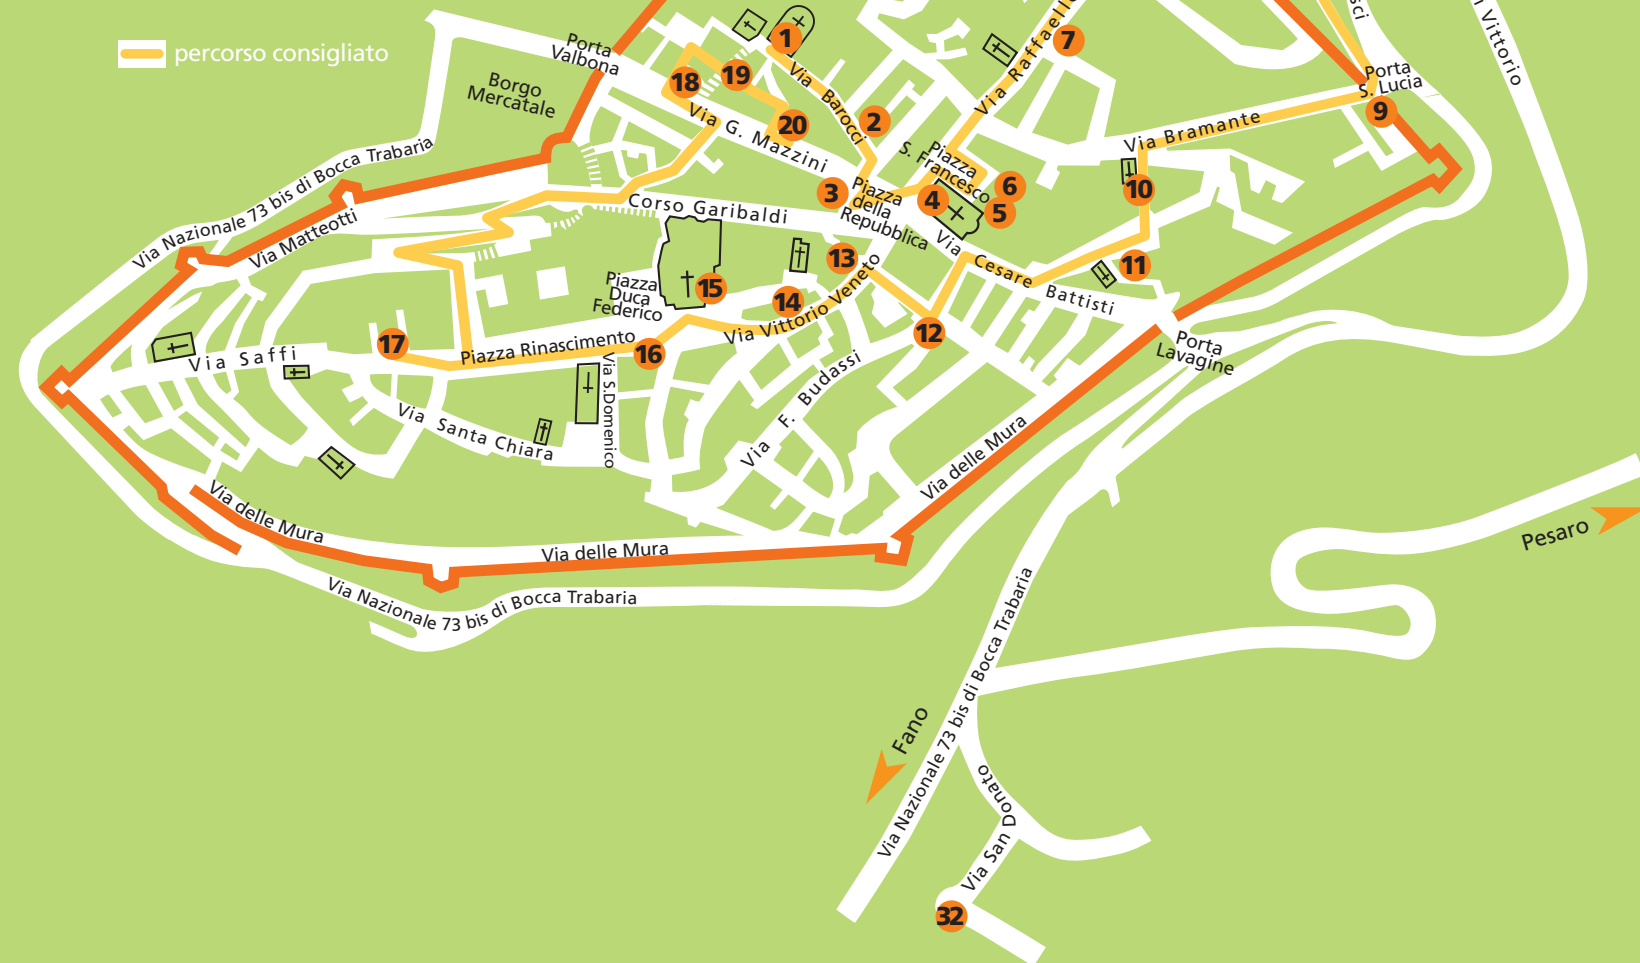 percorso consigliato
Porta
Valbona
Borgo
Mercatale
Via Nazionale 73 bis di Bocca Trabaria
Via Matteotti
Via G. Mazzini
Via Barocci
Via Raffaello
Vittorio
Porta
S. Lucia
Via Bramante
Piazza
S. Francesco
Piazza
della
Repubblica
Corso Garibaldi
Via Cesare Battisti
Piazza
Duca
Federico
Via Vittorio Veneto
Piazza Rinascimento
Via Saffi
Via S.Domenico
Via Santa Chiara
Via F. Budassi
Porta
Lavagine
Via delle Mura
Via delle Mura
Via delle Mura
Via Nazionale 73 bis di Bocca Trabaria
Via Nazionale 73 bis di Bocca Trabaria
Pesaro
Fano
Via San Donato
1
2
3
4
5
6
7
9
10
11
12
13
14
15
16
17
18
19
20
32